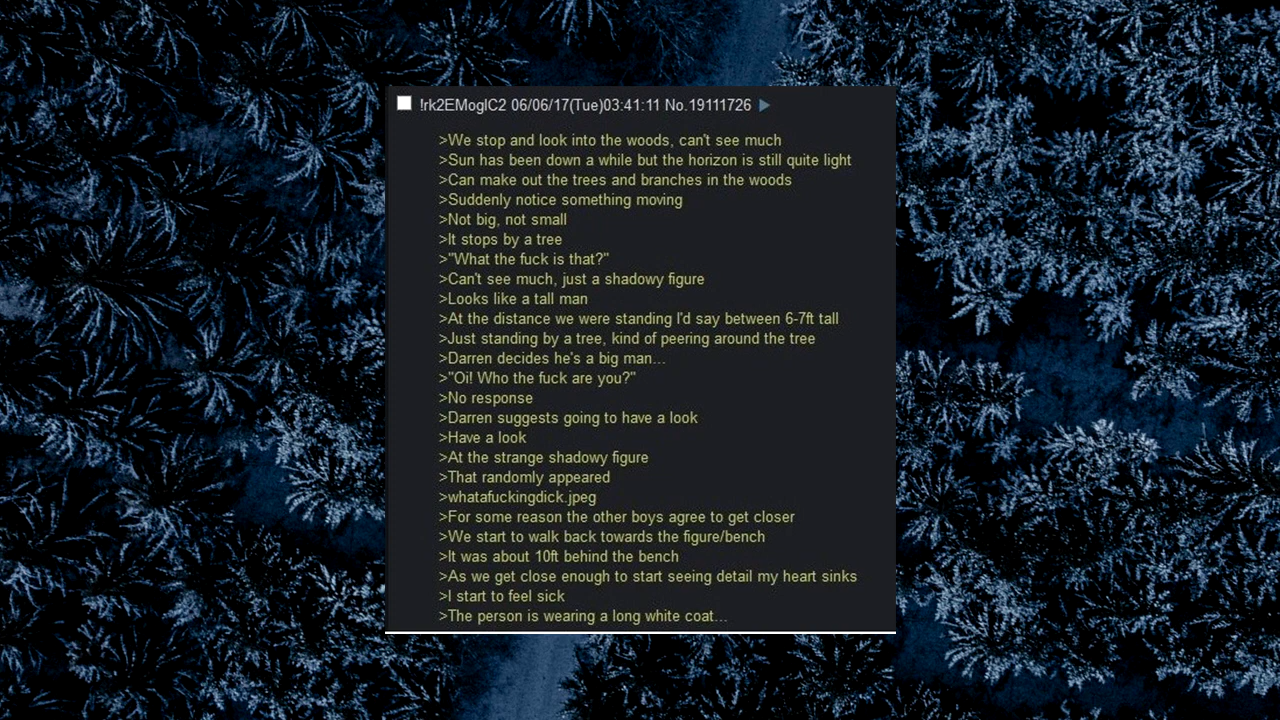 !rk2EMoglC2 06/06/17(Tue)03:41:11 No.19111726
>We stop and look into the woods, can't see much
>Sun has been down a while but the horizon is still quite light
>Can make out the trees and branches in the woods
>Suddenly notice something moving
>Not big, not small
>It stops by a tree
>"What the fuck is that?"
>Can't see much, just a shadowy figure
>Looks like a tall man
>At the distance we were standing I'd say between 6-7ft tall
>Just standing by a tree, kind of peering around the tree
>Darren decides he's a big man...
>"Oi! Who the fuck are you?"
>No response
>Darren suggests going to have a look
>Have a look
>At the strange shadowy figure
>That randomly appeared
>whatafuckingdick.jpeg
>For some reason the other boys agree to get closer
>We start to walk back towards the figure/bench
>It was about 10ft behind the bench
>As we get close enough to start seeing detail my heart sinks
>I start to feel sick
>The person is wearing a long white coat...